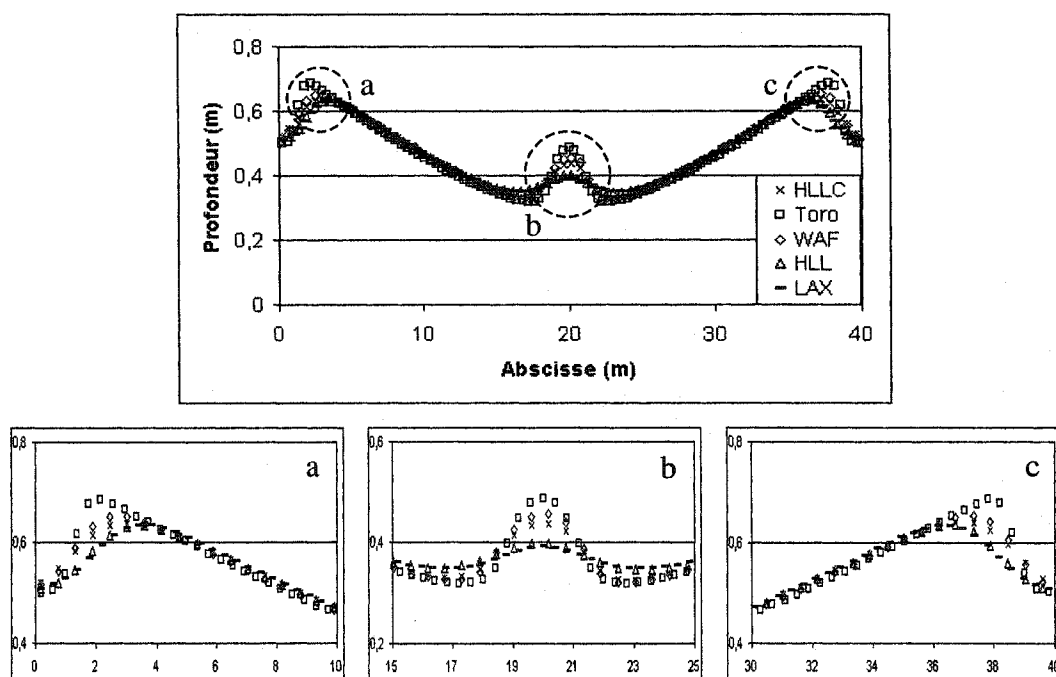 0,8
a
c
0,6
0,4
b
0,2
0
Profondeur (m)
HLLC
Toro
WAF
HLL
LAX
0 10 20 30 40
Abscisse (m)
a
0,8
0,6
0,4
0 2 4 6 8 10
b
0,6
0,4
0,2
15 17 19 21 23 25
c
0,8
0,6
0,4
30 32 34 36 38 40